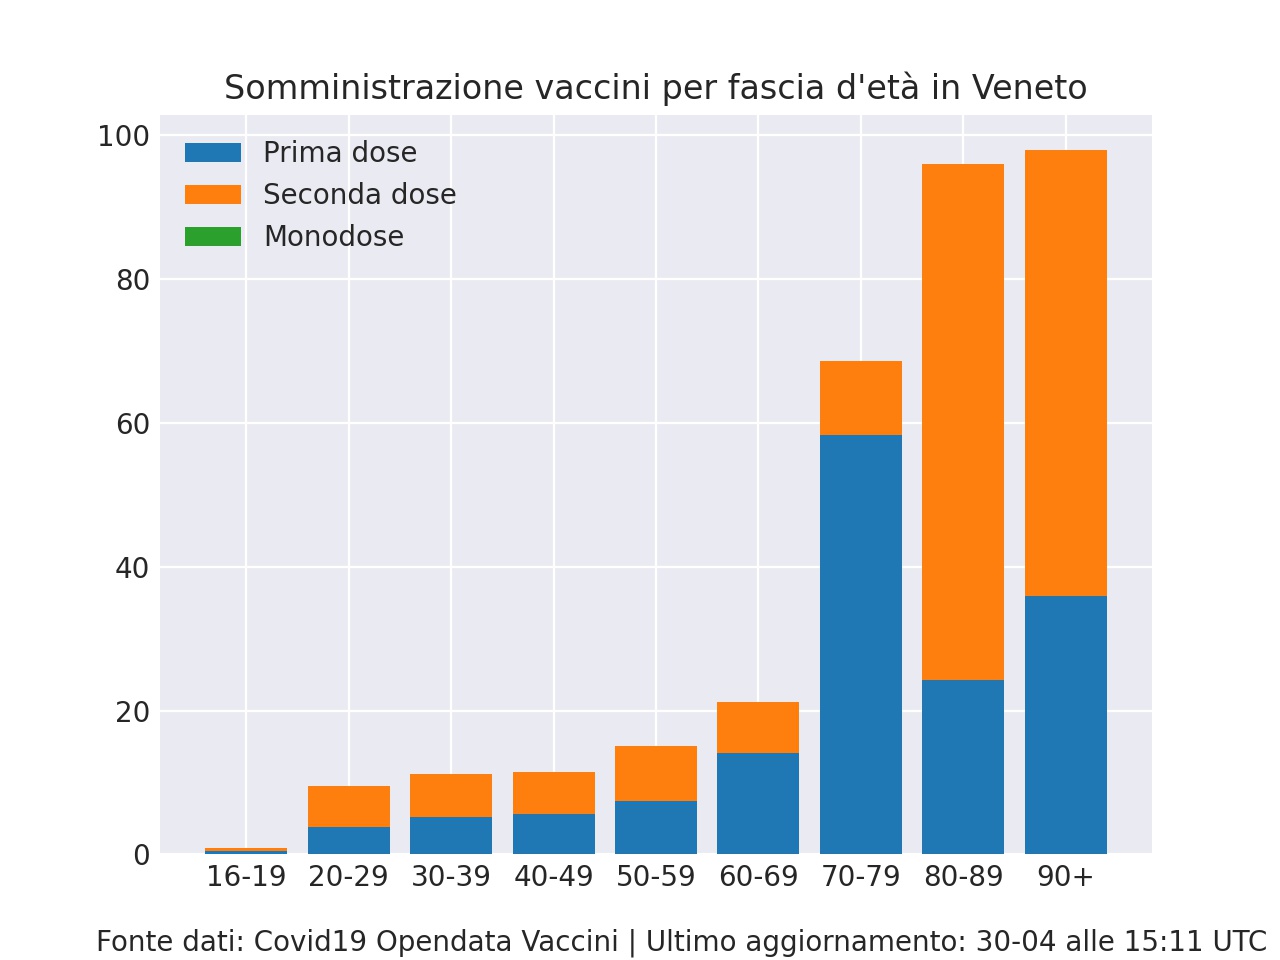 Somministrazione vaccini per fascia d'età in Veneto
100
80
60
40
20
0
Prima dose
Seconda dose
Monodose
16-19 20-29 30-39 40-49 50-59 60-69 70-79 80-89 90+
Fonte dati: Covid19 Opendata Vaccini | Ultimo aggiornamento: 30-04 alle 15:11 UTC